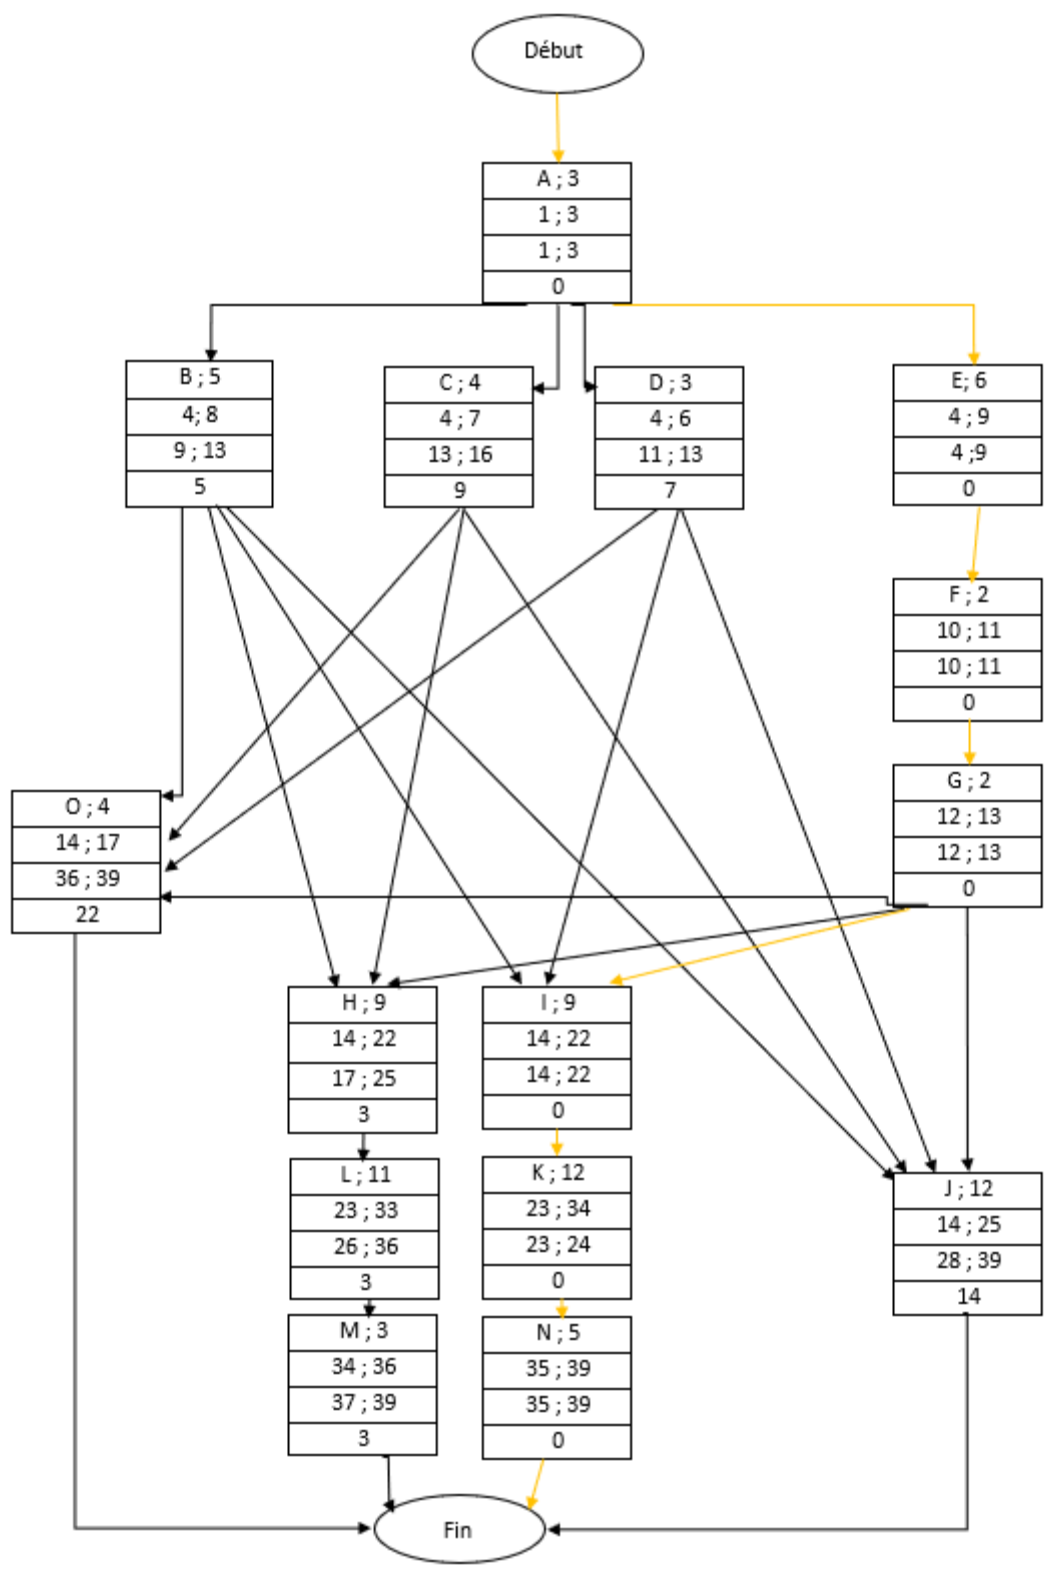 Début
A ; 3
1 ; 3
1 ; 3
0
B ; 5
4; 8
9 ; 13
5
C ; 4
4 ; 7
13 ; 16
9
D ; 3
4 ; 6
11 ; 13
7
E; 6
4 ; 9
4 ;9
0
F ; 2
10 ; 11
10 ; 11
0
G ; 2
12 ; 13
12 ; 13
0
O ; 4
14 ; 17
36 ; 39
22
H ; 9
14 ; 22
17 ; 25
3
I ; 9
14 ; 22
14 ; 22
0
L ; 11
23 ; 33
26 ; 36
3
K ; 12
23 ; 34
23 ; 24
0
J ; 12
14 ; 25
28 ; 39
14
M ; 3
34 ; 36
37 ; 39
3
N ; 5
35 ; 39
35 ; 39
0
Fin